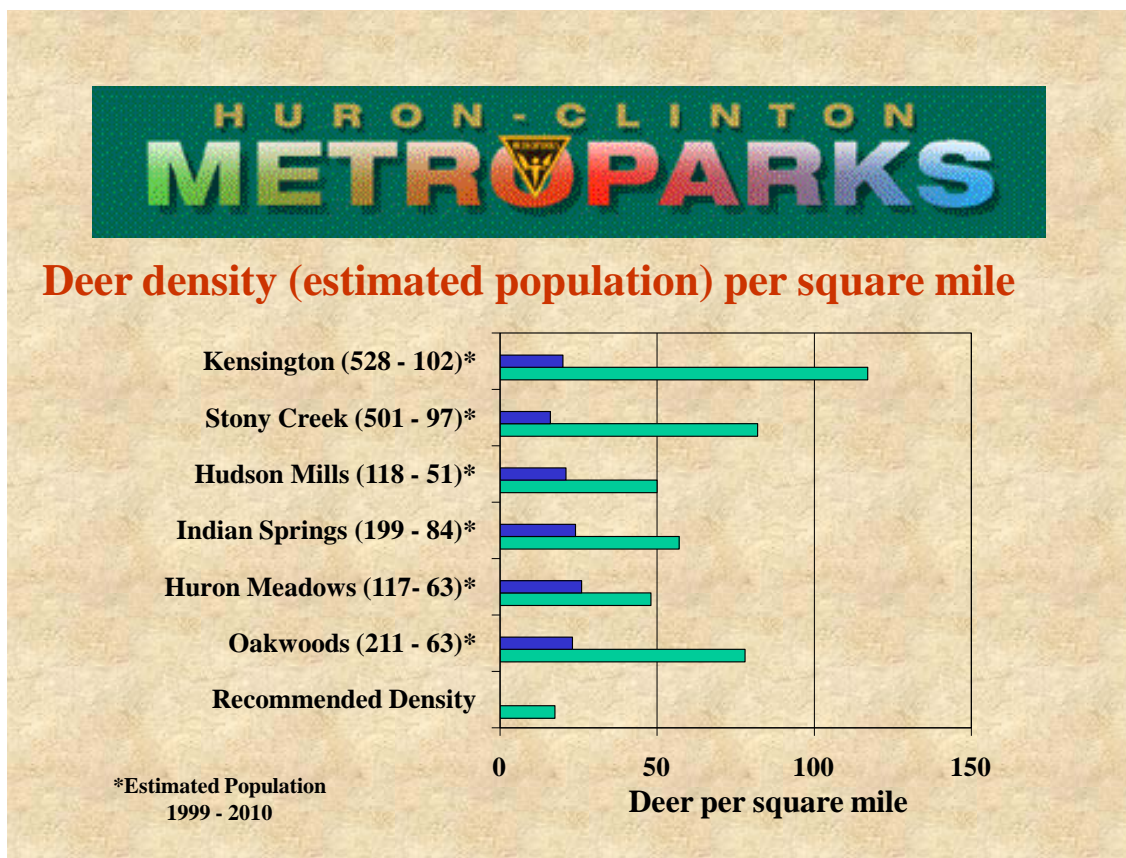 HURON-CLINTON
METROPARKS
Deer density (estimated population) per square mile
Kensington (528 - 102)*
Stony Creek (501 - 97)*
Hudson Mills (118 - 51)*
Indian Springs (199 - 84)*
Huron Meadows (117- 63)*
Oakwoods (211 - 63)*
Recommended Density
0 50 100 150
Deer per square mile
*Estimated Population
1999 - 2010